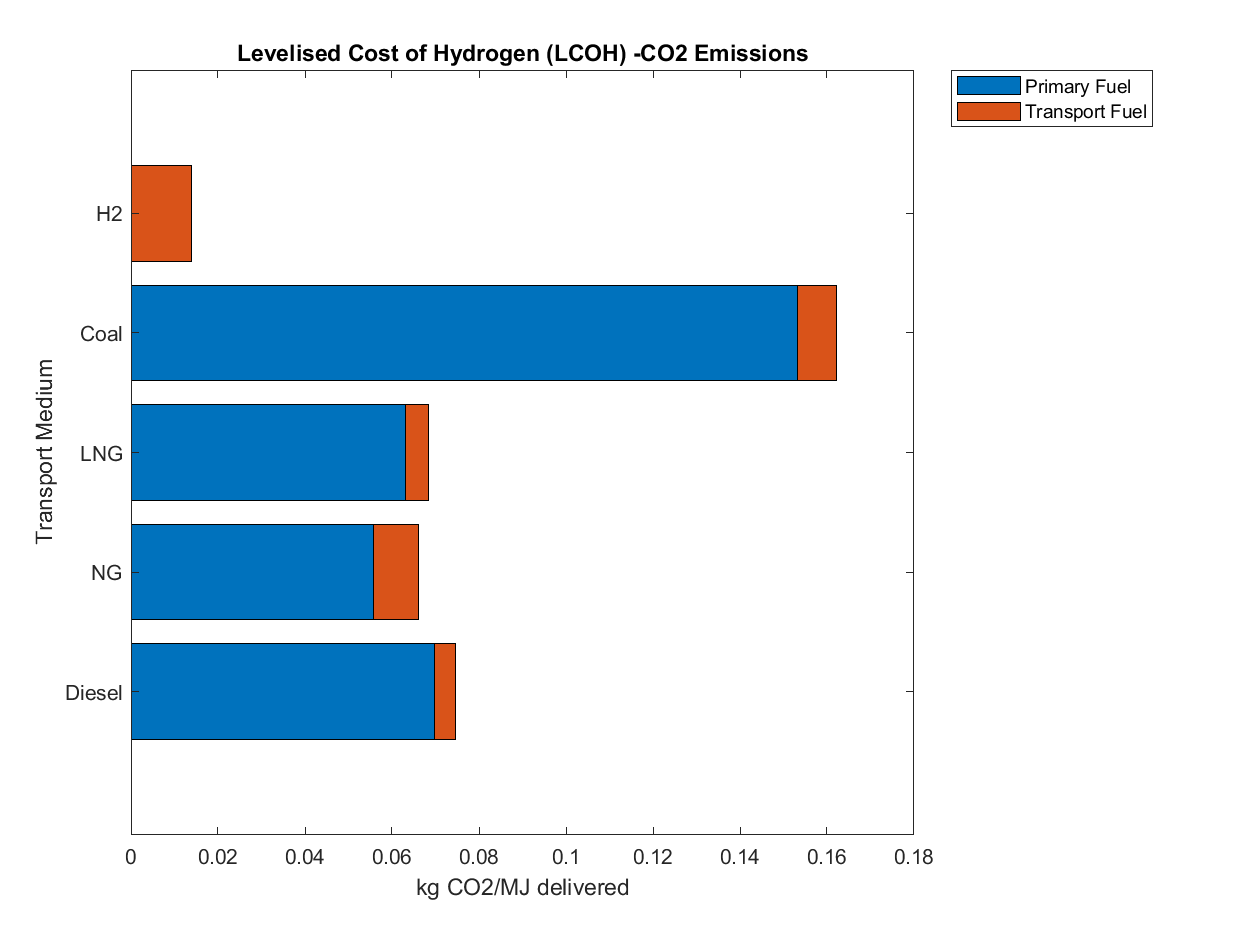 Levelised Cost of Hydrogen (LCOH) -CO2 Emissions
Primary Fuel
Transport Fuel
Transport Medium
H2
Coal
LNG
NG
Diesel
0 0.02 0.04 0.06 0.08 0.1 0.12 0.14 0.16 0.18
kg CO2/MJ delivered